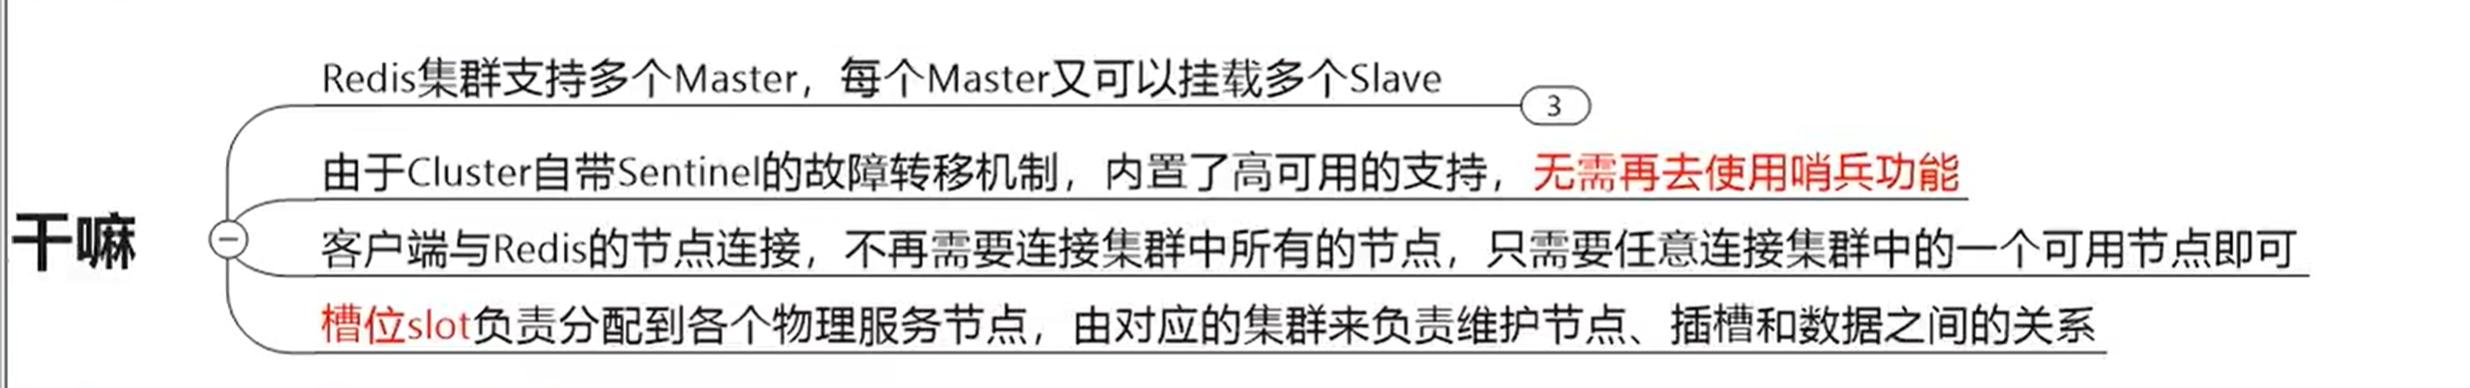 Redis集群支持多个Master，每个Master又可以挂载多个Slave
3
由于Cluster自带Sentinel的故障转移机制，内置了高可用的支持，无需再去使用哨兵功能
干嘛
客户端与Redis的节点连接，不再需要连接集群中所有的节点，只需要任意连接集群中的一个可用节点即可
槽位slot负责分配到各个物理服务节点，由对应的集群来负责维护节点、插槽和数据之间的关系